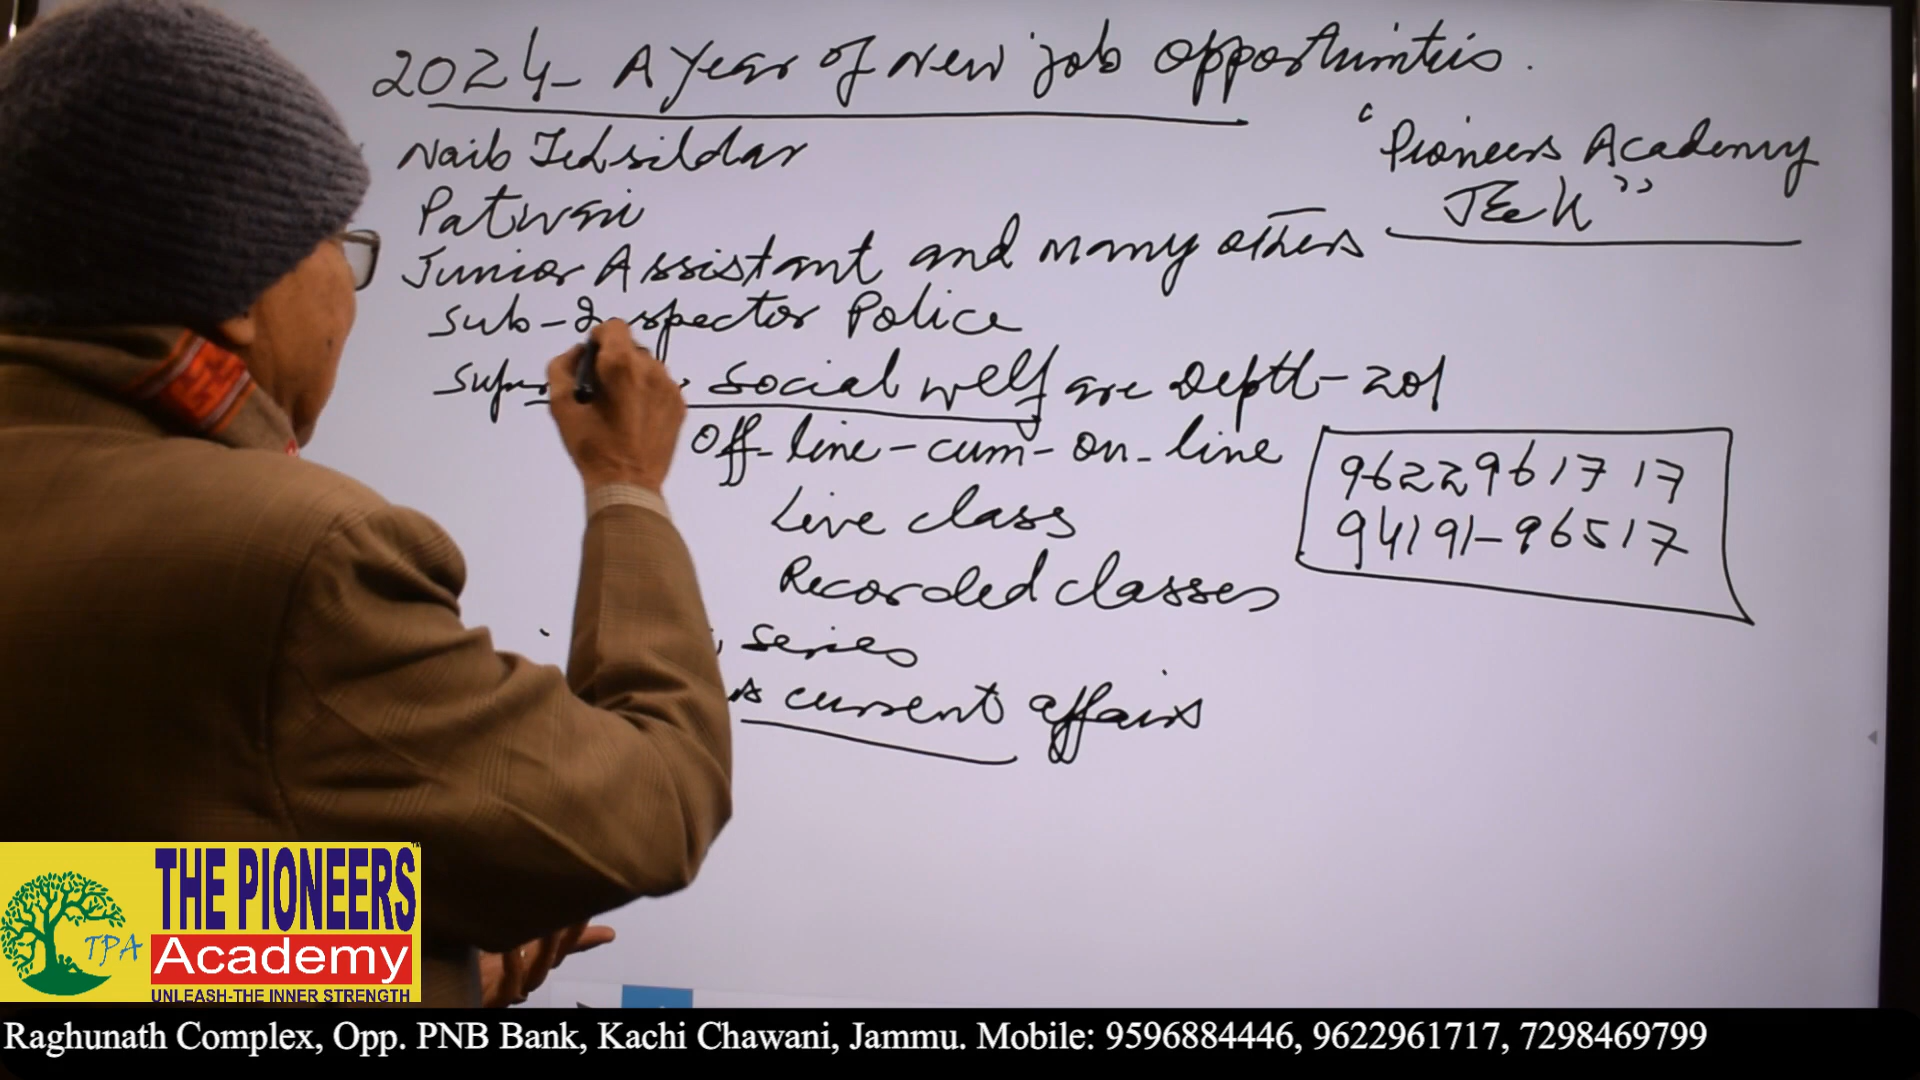 2024- A Year of New job opportunities.
"Pioneers Academy
J&K"
Naib Tehsildar
Patwari
Junior Assistant and Many others
Sub-Inspector Police
Social welfare Deptt- 201
Off-line-cum-on-line
Live class
Recorded classes
series
current affairs
9622961717
94191-96517
TPA
THE PIONEERS
Academy
UNLEASH-THE INNER STRENGTH
Raghunath Complex, Opp. PNB Bank, Kachi Chawani, Jammu. Mobile: 9596884446, 9622961717, 7298469799